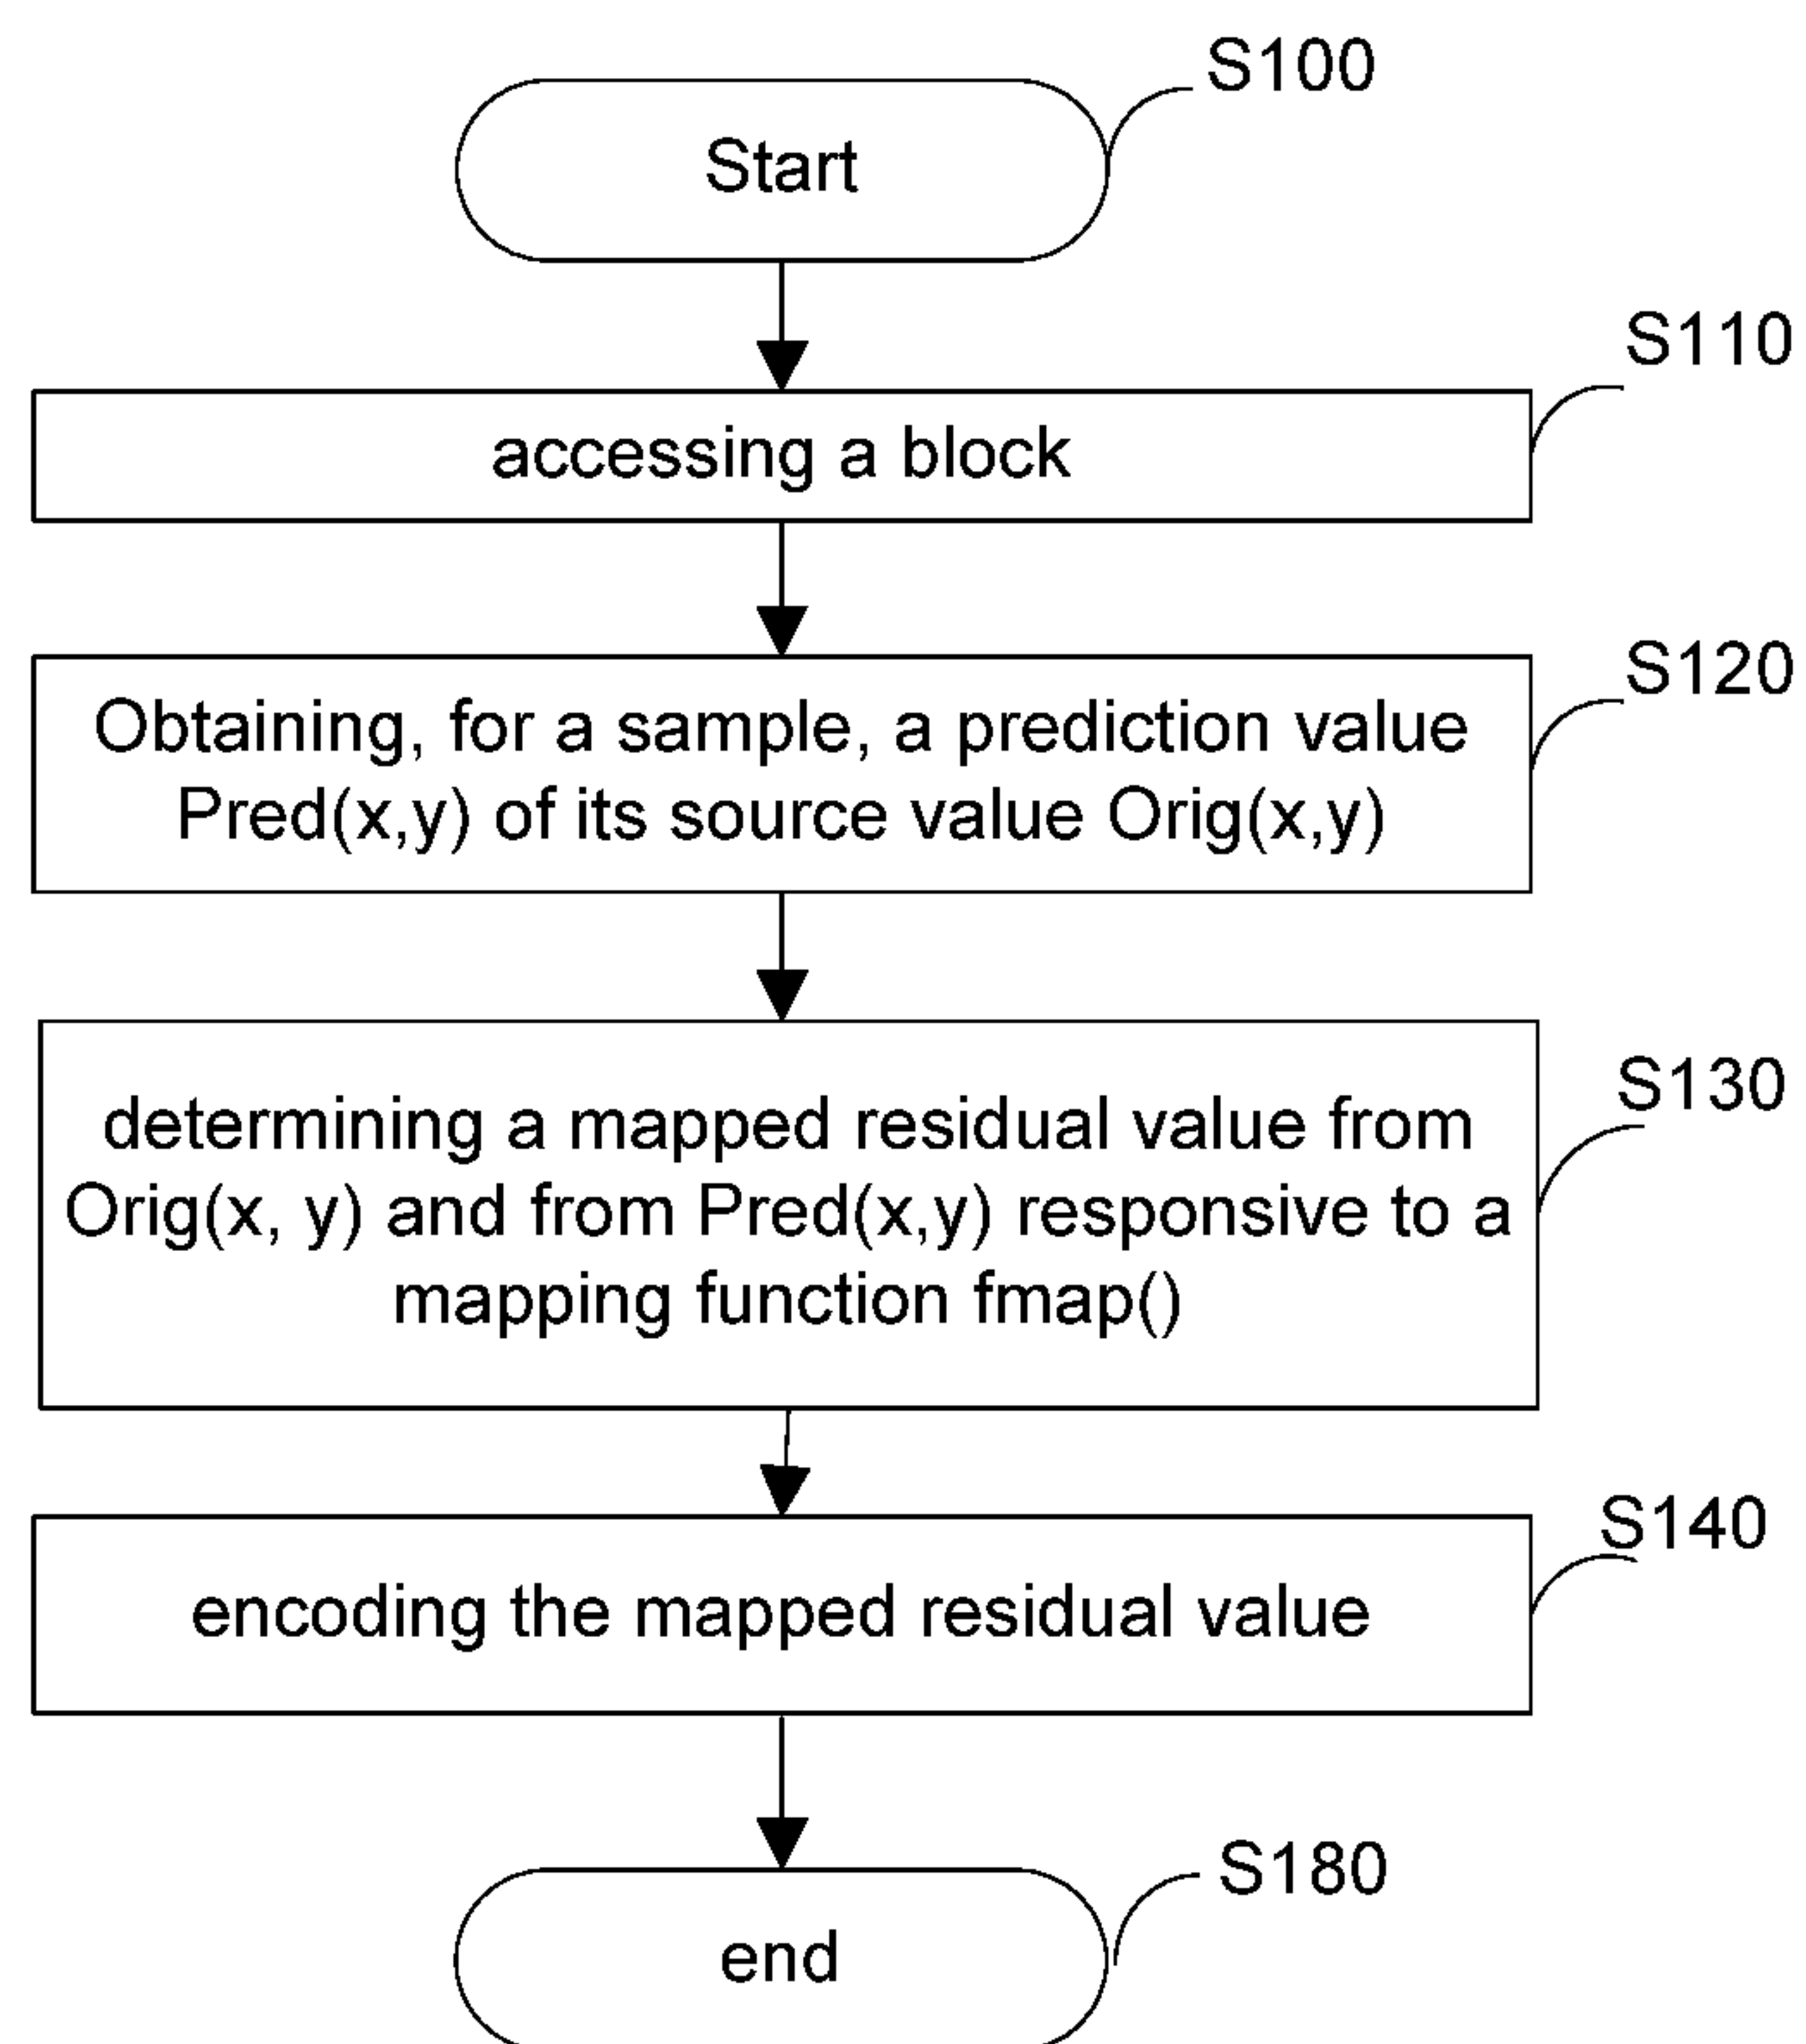 S100
Start
S110
accessing a block
S120
Obtaining, for a sample, a prediction value
Pred(x,y) of its source value Orig(x,y)
S130
determining a mapped residual value from
Orig(x, y) and from Pred(x,y) responsive to a
mapping function fmap()
S140
encoding the mapped residual value
S180
end